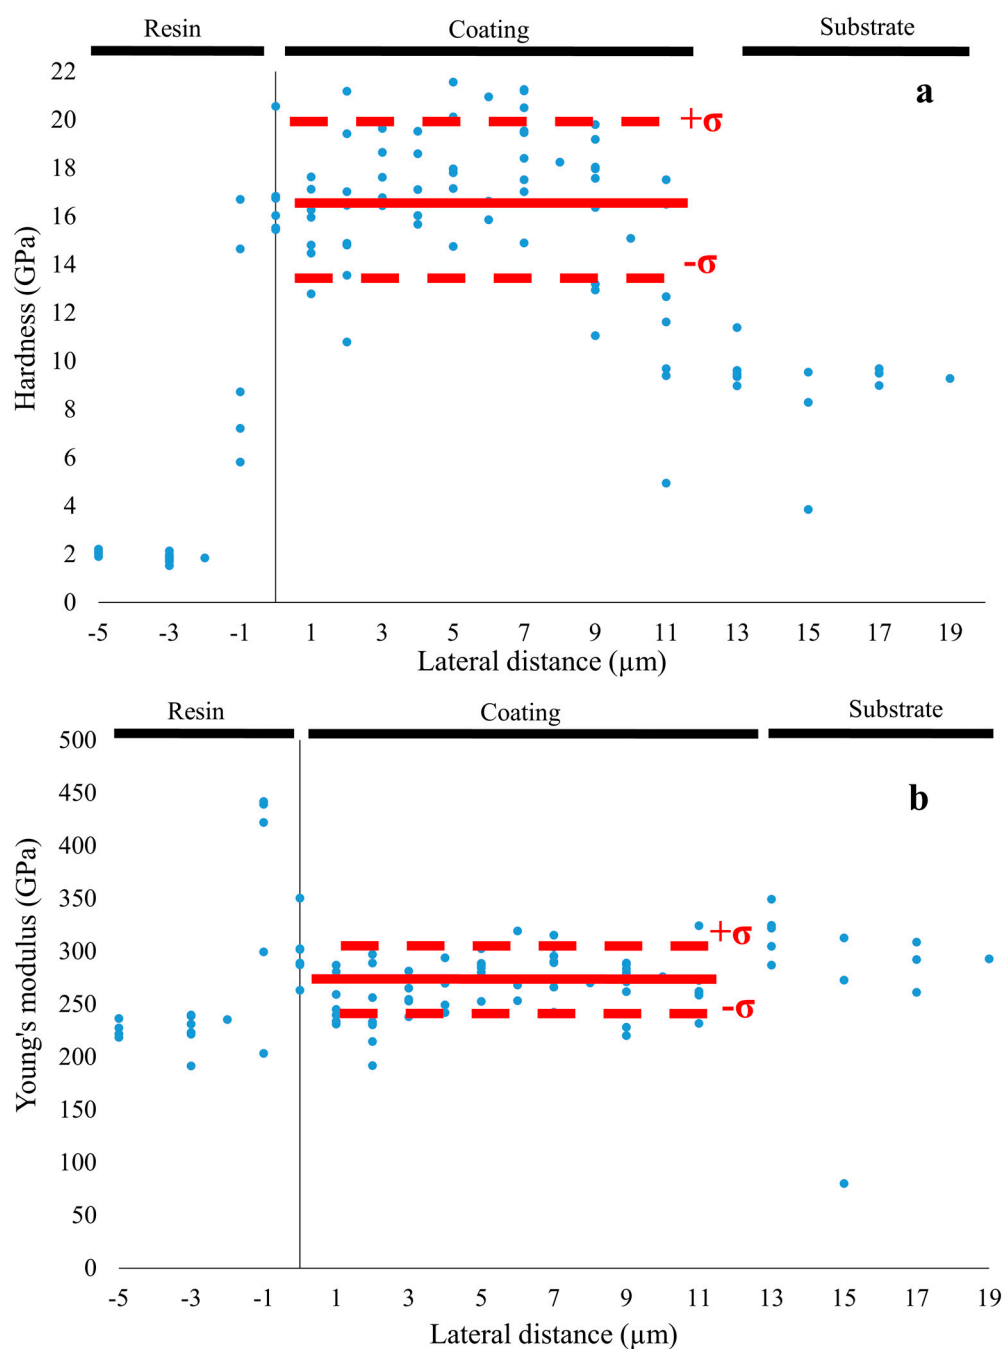 Resin Coating Substrate
a
22
20
18
16
14
12
10
8
6
4
2
0
+σ
-σ
Hardness (GPa)
-5 -3 -1 1 3 5 7 9 11 13 15 17 19
Lateral distance (µm)
Resin Coating Substrate
b
500
450
400
350
300
250
200
150
100
50
0
+σ
-σ
Young's modulus (GPa)
-5 -3 -1 1 3 5 7 9 11 13 15 17 19
Lateral distance (µm)